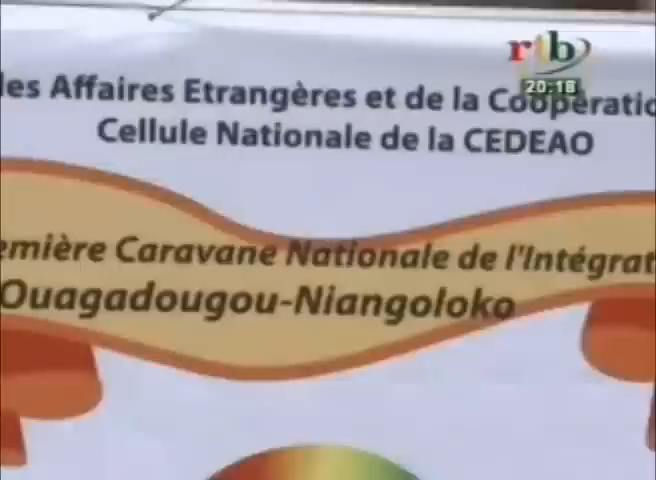 rtb
20:18
les Affaires Etrangères et de la Coopératio
Cellule Nationale de la CEDEAO
emière Caravane Nationale de l'Intégrat
Ouagadougou-Niangoloko